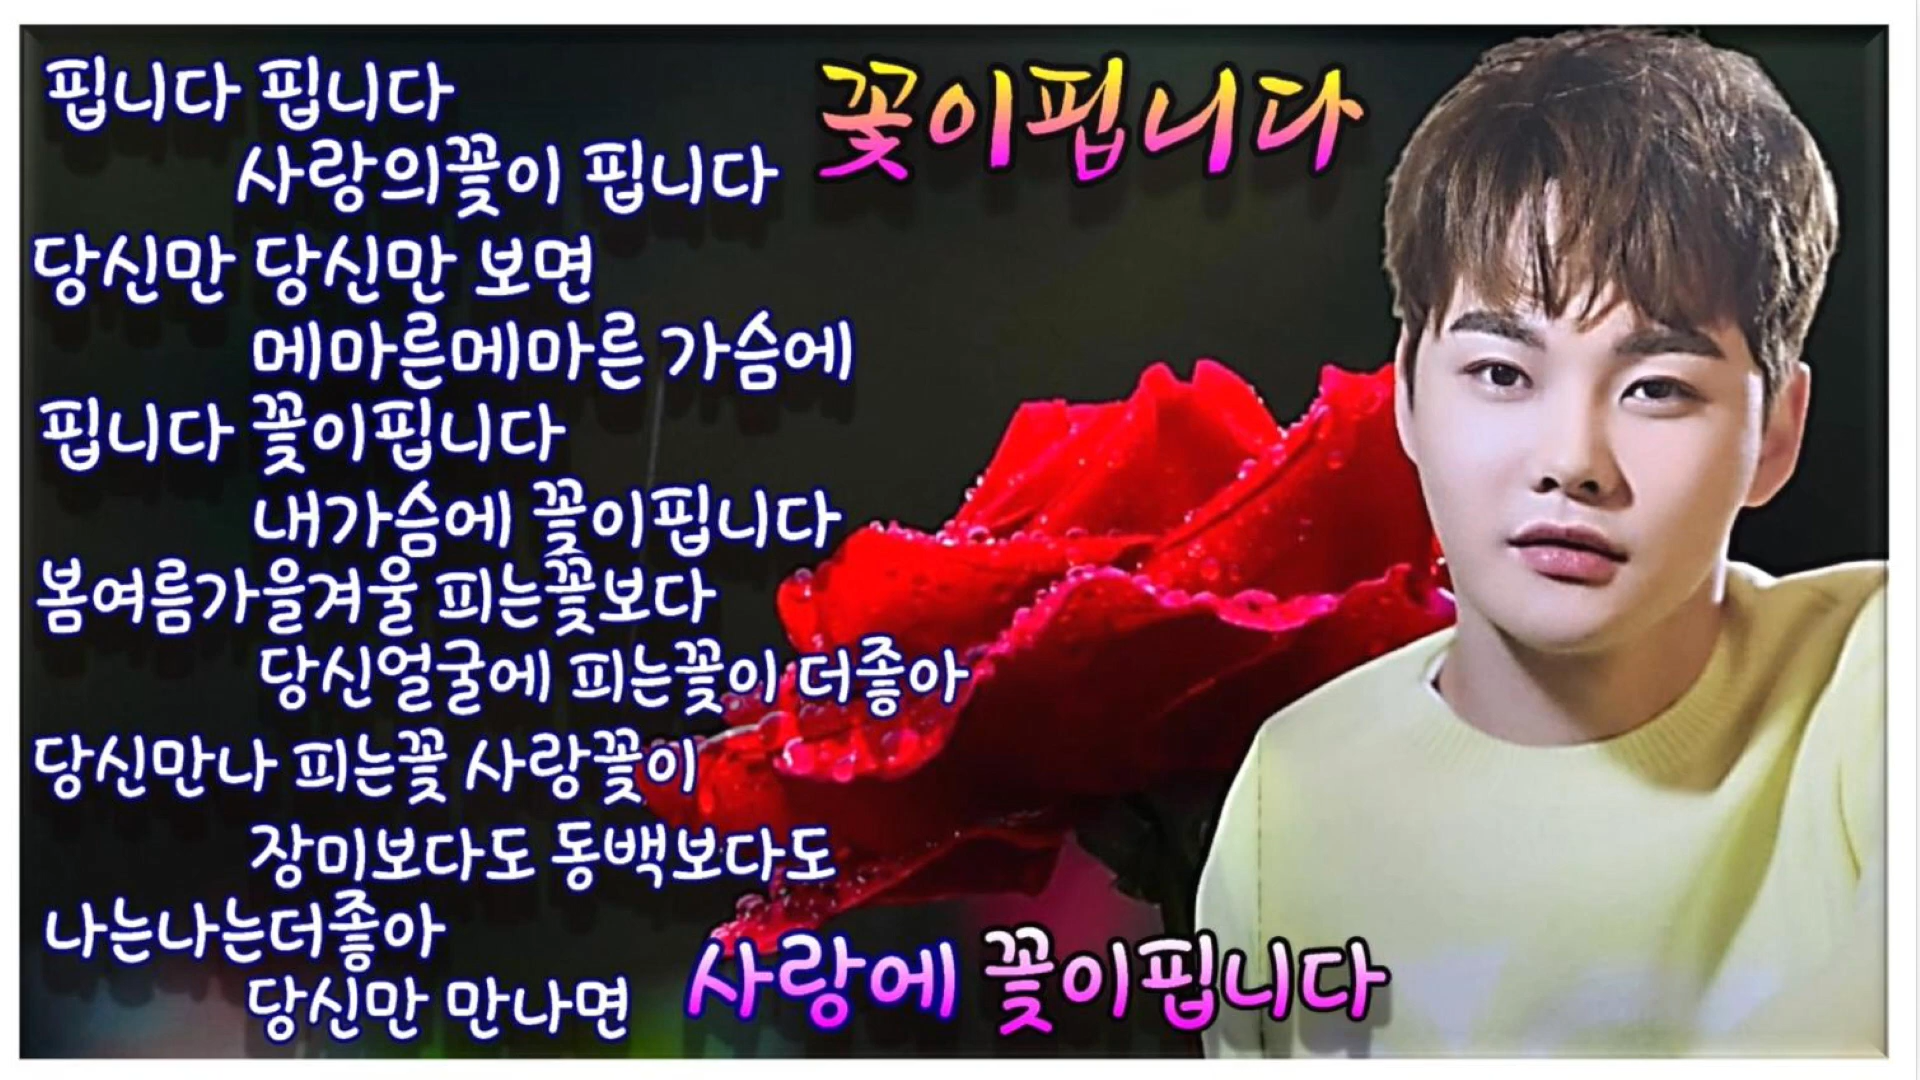 꽃이핍니다
핍니다 핍니다
사랑의꽃이 핍니다
당신만 당신만 보면
메마른메마른 가슴에
핍니다 꽃이핍니다
내가슴에 꽃이핍니다
봄여름가을겨울 피는꽃보다
당신얼굴에 피는꽃이 더좋아
당신만나 피는꽃 사랑꽃이
장미보다도 동백보다도
나는나는더좋아
당신만 만나면
사랑에 꽃이핍니다